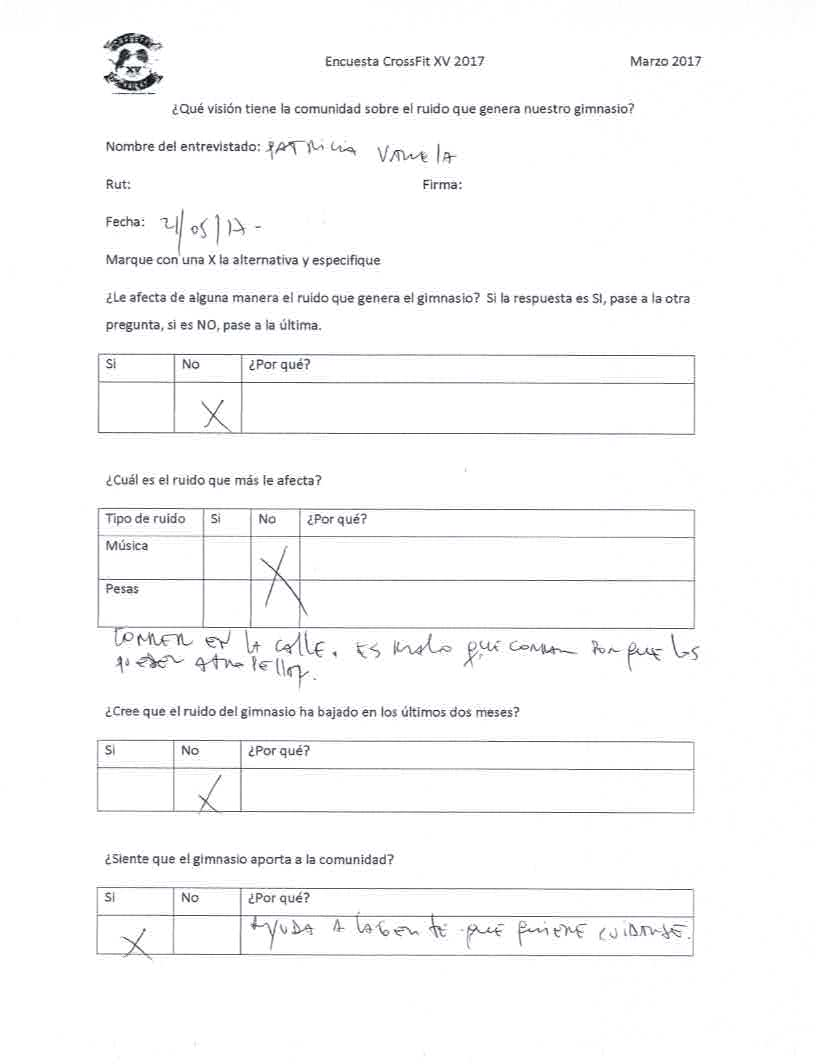 XV
Encuesta CrossFit XV 2017 Marzo 2017
¿Qué visión tiene la comunidad sobre el ruido que genera nuestro gimnasio?
Nombre del entrevistado: PATRICIA
Rut: Firma:
Fecha: 21/05/17-
Marque con una X la alternativa y especifique
¿Le afecta de alguna manera el ruido que genera el gimnasio? Si la respuesta es SI, pase a la otra
pregunta, si es NO, pase a la última.
Si No ¿Por qué?
X
¿Cuál es el ruido que más le afecta?
Tipo de ruido Si No ¿Por qué?
Música
X
Pesas
CORRER EN LA CALLE. ES MALO QUE CORRAN PORQUE LOS
PUEDEN
¿Cree que el ruido del gimnasio ha bajado en los últimos dos meses?
Si No ¿Por qué?
X
¿Siente que el gimnasio aporta a la comunidad?
Si No ¿Por qué?
X AYUDA A LA GENTE QUE QUIERE CUIDARSE.